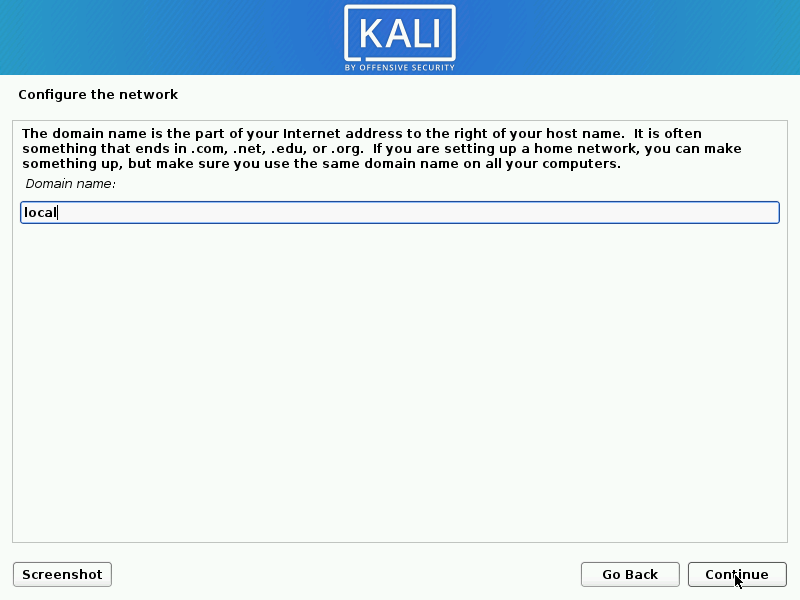 KALI
BY OFFENSIVE SECURITY
Configure the network
The domain name is the part of your Internet address to the right of your host name.  It is often
something that ends in .com, .net, .edu, or .org.  If you are setting up a home network, you can make
something up, but make sure you use the same domain name on all your computers.
Domain name:
local
Screenshot
Go Back
Continue